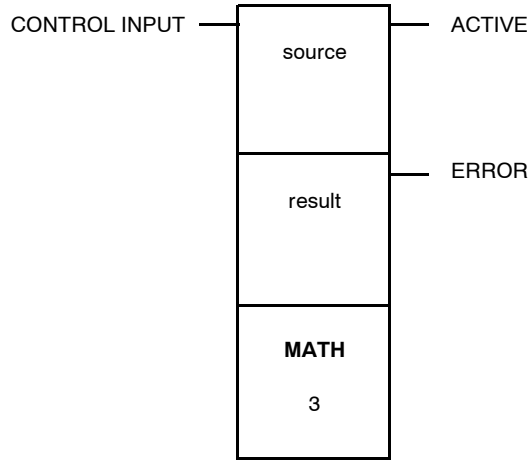 CONTROL INPUT
source
ACTIVE
result
ERROR
MATH
3